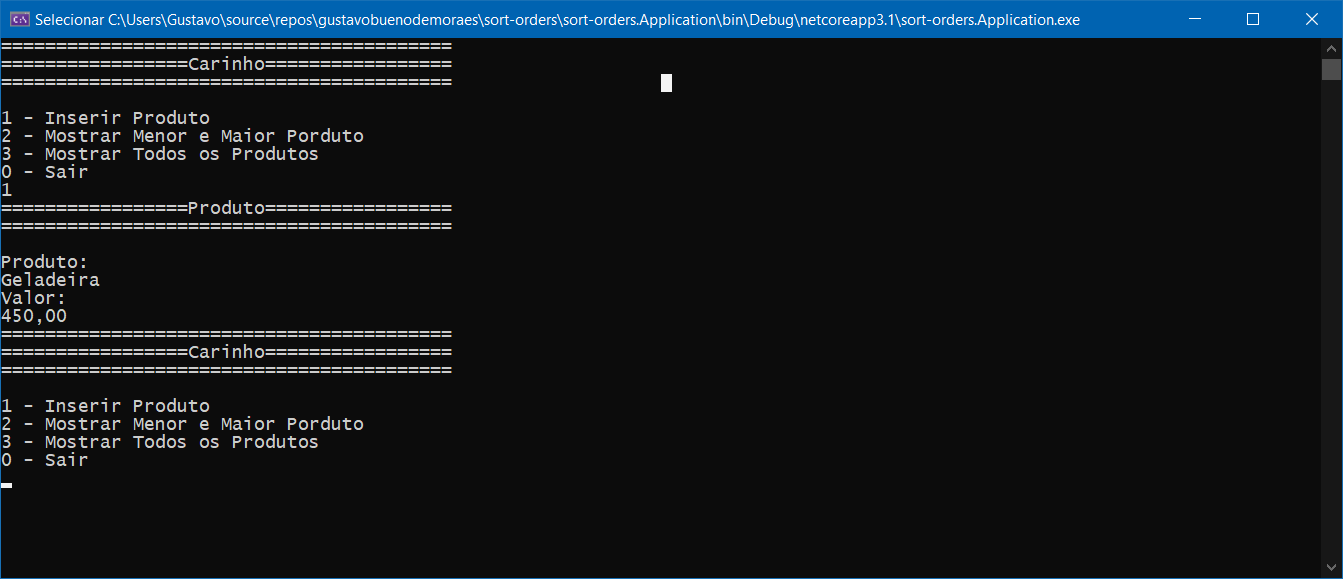 Selecionar C:\Users\Gustavo\source\repos\gustavobuenodemoraes\sort-orders\sort-orders.Application\bin\Debug\netcoreapp3.1\sort-orders.Application.exe
=========================================
=================Carinho=================
=========================================
1 - Inserir Produto
2 - Mostrar Menor e Maior Porduto
3 - Mostrar Todos os Produtos
0 - Sair
1
=================Produto=================
=========================================
Produto:
Geladeira
Valor:
450,00
=========================================
=================Carinho=================
=========================================
1 - Inserir Produto
2 - Mostrar Menor e Maior Porduto
3 - Mostrar Todos os Produtos
0 - Sair